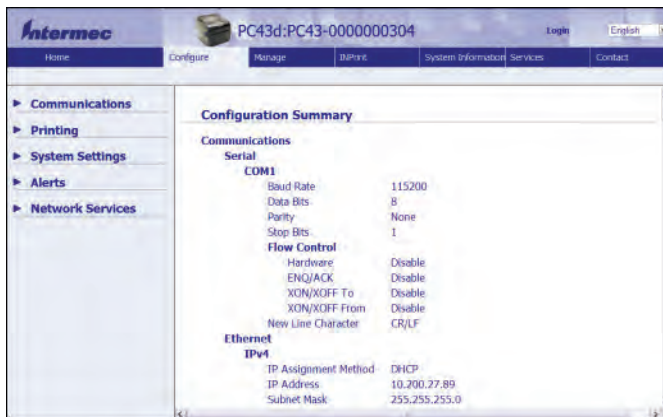 Intermec
PC43d:PC43-0000000304
Login
English
Home
Configure
Manage
INPrint
System Information
Services
Contact
Communications
Printing
System Settings
Alerts
Network Services
Configuration Summary
Communications
Serial
COM1
Baud Rate 115200
Data Bits 8
Parity None
Stop Bits 1
Flow Control
Hardware Disable
ENQ/ACK Disable
XON/XOFF To Disable
XON/XOFF From Disable
New Line Character CR/LF
Ethernet
IPv4
IP Assignment Method DHCP
IP Address 10.200.27.89
Subnet Mask 255.255.255.0